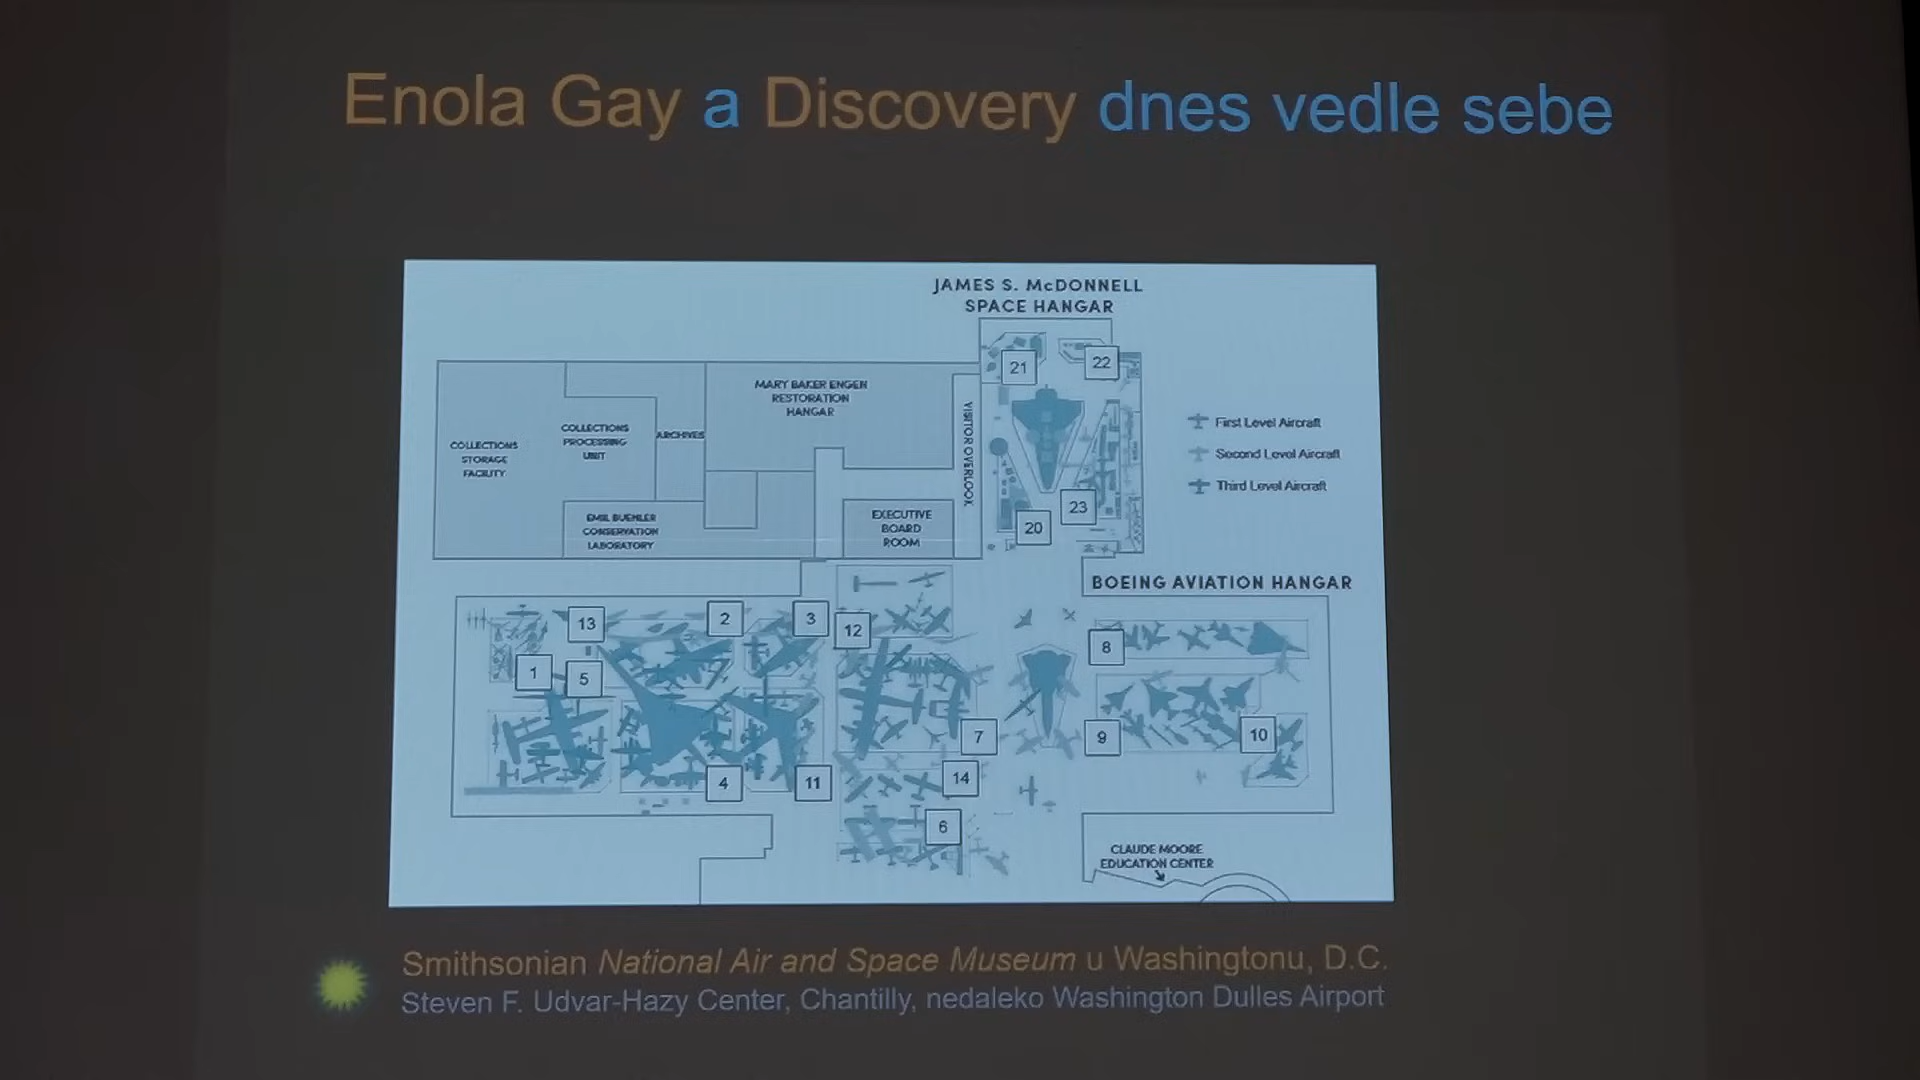 Enola Gay a Discovery dnes vedle sebe
JAMES S. McDONNELL
SPACE HANGAR
21
22
MARY BAKER ENGEN
RESTORATION
HANGAR
VISITOR OVERLOOK
COLLECTIONS
STORAGE
FACILITY
COLLECTIONS
PROCESSING
UNIT
ARCHIVES
First Level Aircraft
Second Level Aircraft
Third Level Aircraft
EMIL BUEHLER
CONSERVATION
LABORATORY
EXECUTIVE
BOARD
ROOM
23
20
BOEING AVIATION HANGAR
13
2
3
12
8
1
5
7
9
10
4
11
14
6
CLAUDE MOORE
EDUCATION CENTER
Smithsonian National Air and Space Museum u Washingtonu, D.C.
Steven F. Udvar-Hazy Center, Chantilly, nedaleko Washington Dulles Airport